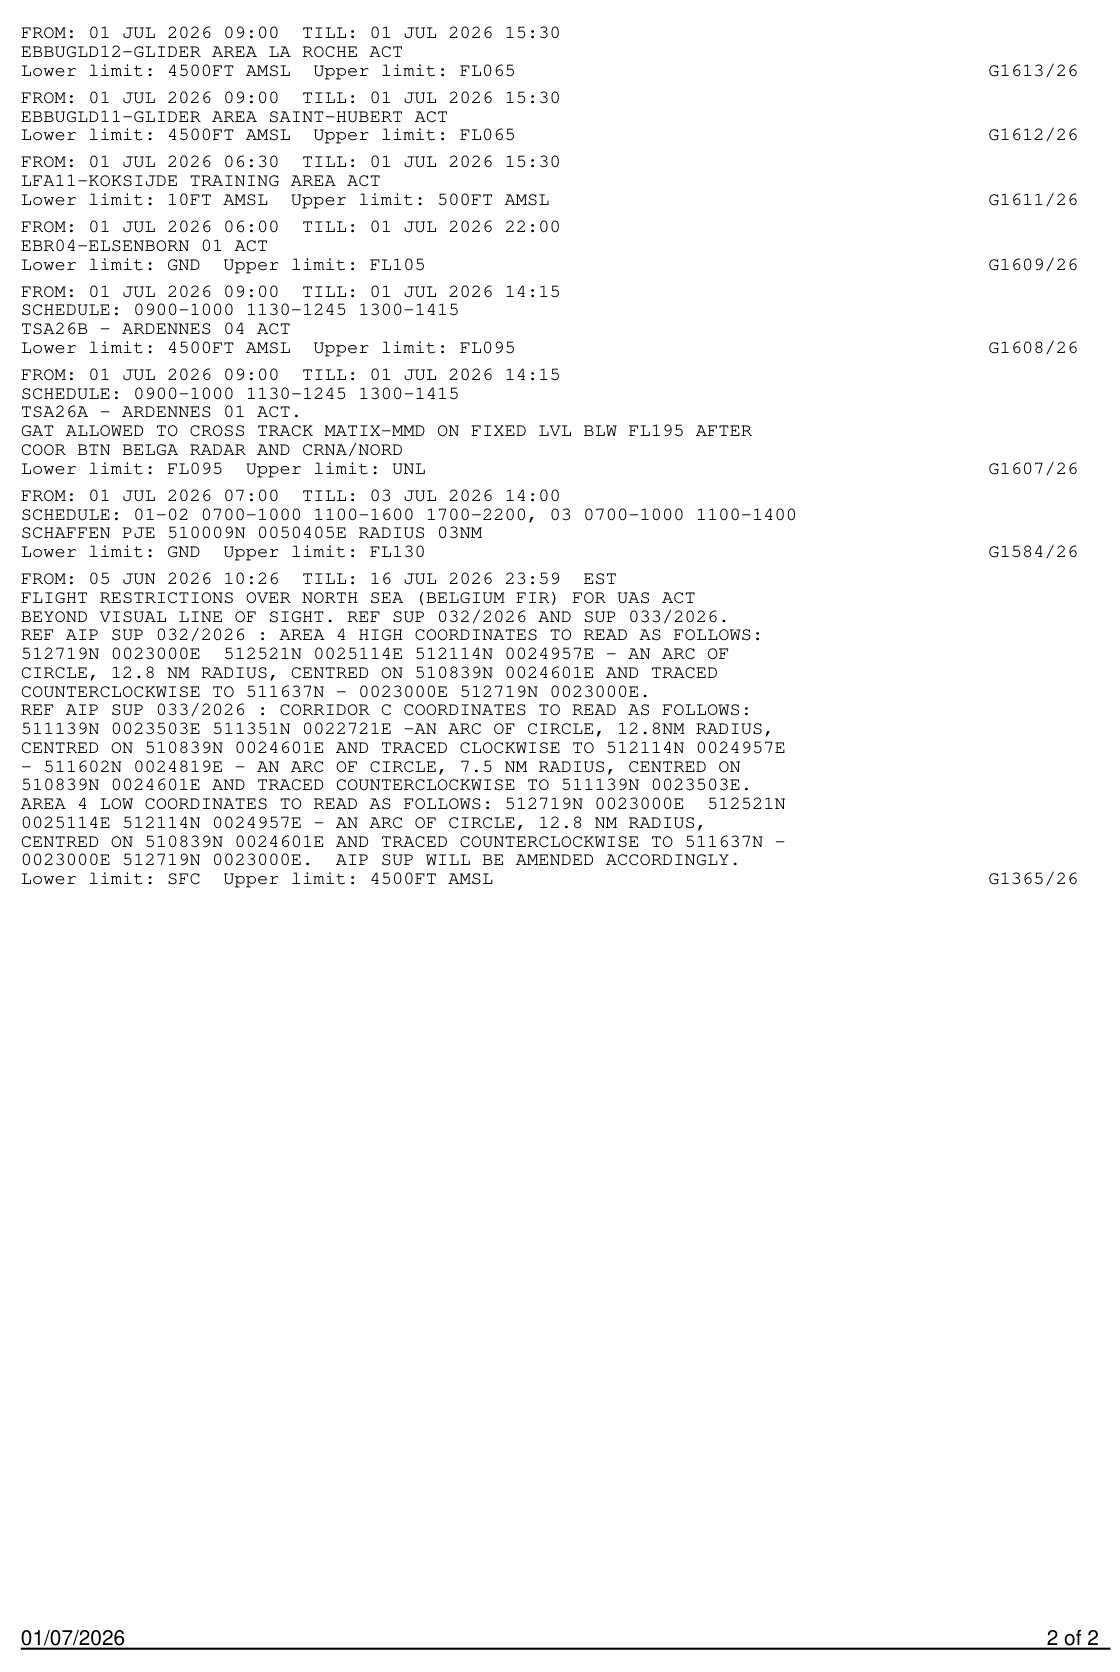 FROM: 01 JUL 2026 09:00  TILL: 01 JUL 2026 15:30
EBBUGLD12-GLIDER AREA LA ROCHE ACT
Lower limit: 4500FT AMSL  Upper limit: FL065 G1613/26
FROM: 01 JUL 2026 09:00  TILL: 01 JUL 2026 15:30
EBBUGLD11-GLIDER AREA SAINT-HUBERT ACT
Lower limit: 4500FT AMSL  Upper limit: FL065 G1612/26
FROM: 01 JUL 2026 06:30  TILL: 01 JUL 2026 15:30
LFA11-KOKSIJDE TRAINING AREA ACT
Lower limit: 10FT AMSL  Upper limit: 500FT AMSL G1611/26
FROM: 01 JUL 2026 06:00  TILL: 01 JUL 2026 22:00
EBR04-ELSENBORN 01 ACT
Lower limit: GND  Upper limit: FL105 G1609/26
FROM: 01 JUL 2026 09:00  TILL: 01 JUL 2026 14:15
SCHEDULE: 0900-1000 1130-1245 1300-1415
TSA26B - ARDENNES 04 ACT
Lower limit: 4500FT AMSL  Upper limit: FL095 G1608/26
FROM: 01 JUL 2026 09:00  TILL: 01 JUL 2026 14:15
SCHEDULE: 0900-1000 1130-1245 1300-1415
TSA26A - ARDENNES 01 ACT.
GAT ALLOWED TO CROSS TRACK MATIX-MMD ON FIXED LVL BLW FL195 AFTER
COOR BTN BELGA RADAR AND CRNA/NORD
Lower limit: FL095  Upper limit: UNL G1607/26
FROM: 01 JUL 2026 07:00  TILL: 03 JUL 2026 14:00
SCHEDULE: 01-02 0700-1000 1100-1600 1700-2200, 03 0700-1000 1100-1400
SCHAFFEN PJE 510009N 0050405E RADIUS 03NM
Lower limit: GND  Upper limit: FL130 G1584/26
FROM: 05 JUN 2026 10:26  TILL: 16 JUL 2026 23:59  EST
FLIGHT RESTRICTIONS OVER NORTH SEA (BELGIUM FIR) FOR UAS ACT
BEYOND VISUAL LINE OF SIGHT. REF SUP 032/2026 AND SUP 033/2026.
REF AIP SUP 032/2026 : AREA 4 HIGH COORDINATES TO READ AS FOLLOWS:
512719N 0023000E  512521N 0025114E 512114N 0024957E - AN ARC OF
CIRCLE, 12.8 NM RADIUS, CENTRED ON 510839N 0024601E AND TRACED
COUNTERCLOCKWISE TO 511637N - 0023000E 512719N 0023000E.
REF AIP SUP 033/2026 : CORRIDOR C COORDINATES TO READ AS FOLLOWS:
511139N 0023503E 511351N 0022721E -AN ARC OF CIRCLE, 12.8NM RADIUS,
CENTRED ON 510839N 0024601E AND TRACED CLOCKWISE TO 512114N 0024957E
- 511602N 0024819E - AN ARC OF CIRCLE, 7.5 NM RADIUS, CENTRED ON
510839N 0024601E AND TRACED COUNTERCLOCKWISE TO 511139N 0023503E.
AREA 4 LOW COORDINATES TO READ AS FOLLOWS: 512719N 0023000E  512521N
0025114E 512114N 0024957E - AN ARC OF CIRCLE, 12.8 NM RADIUS,
CENTRED ON 510839N 0024601E AND TRACED COUNTERCLOCKWISE TO 511637N -
0023000E 512719N 0023000E.  AIP SUP WILL BE AMENDED ACCORDINGLY.
Lower limit: SFC  Upper limit: 4500FT AMSL G1365/26
01/07/2026 2 of 2